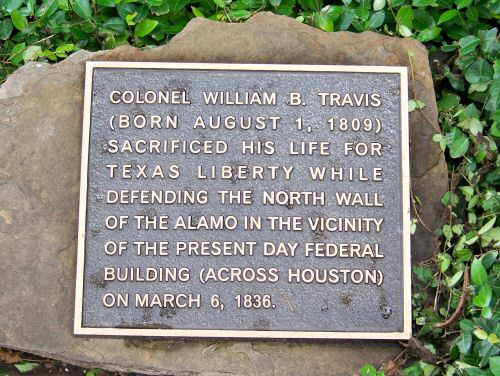 COLONEL WILLIAM B. TRAVIS
(BORN AUGUST 1, 1809)
SACRIFICED HIS LIFE FOR
TEXAS LIBERTY WHILE
DEFENDING THE NORTH WALL
OF THE ALAMO IN THE VICINITY
OF THE PRESENT DAY FEDERAL
BUILDING (ACROSS HOUSTON)
ON MARCH 6, 1836.